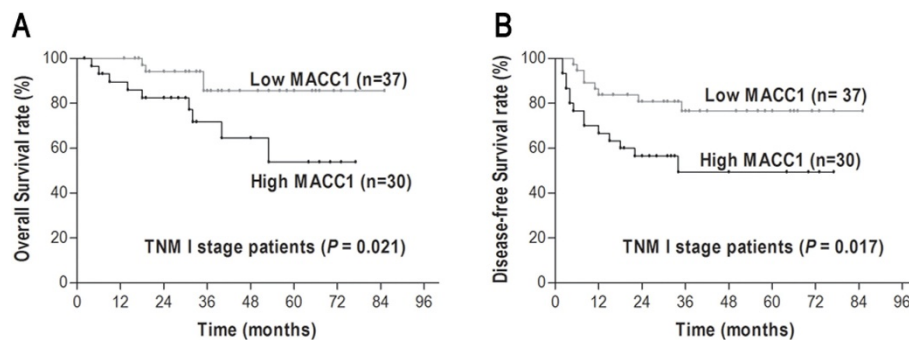 A
Overall Survival rate (%)
100
80
60
40
20
0
Low MACC1 (n=37)
High MACC1 (n=30)
TNM I stage patients (P = 0.021)
0 12 24 36 48 60 72 84 96
Time (months)
B
Disease-free Survival rate (%)
100
80
60
40
20
0
Low MACC1 (n = 37)
High MACC1 (n=30)
TNM I stage patients (P = 0.017)
0 12 24 36 48 60 72 84 96
Time (months)